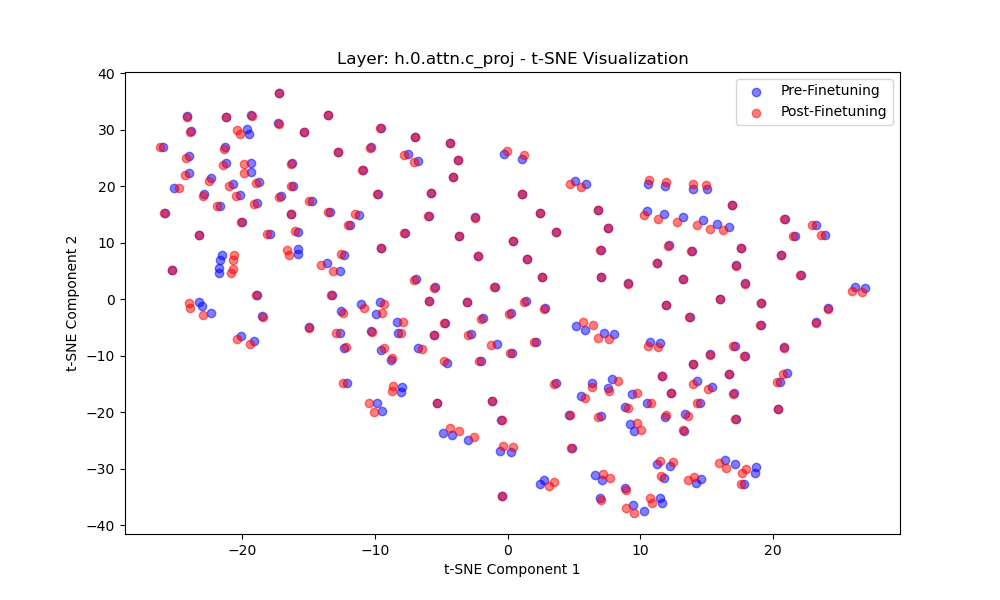 Layer: h.0.attn.c_proj - t-SNE Visualization
Pre-Finetuning
Post-Finetuning
40
30
20
10
0
−10
−20
−30
−40
t-SNE Component 2
−20
−10
0
10
20
t-SNE Component 1